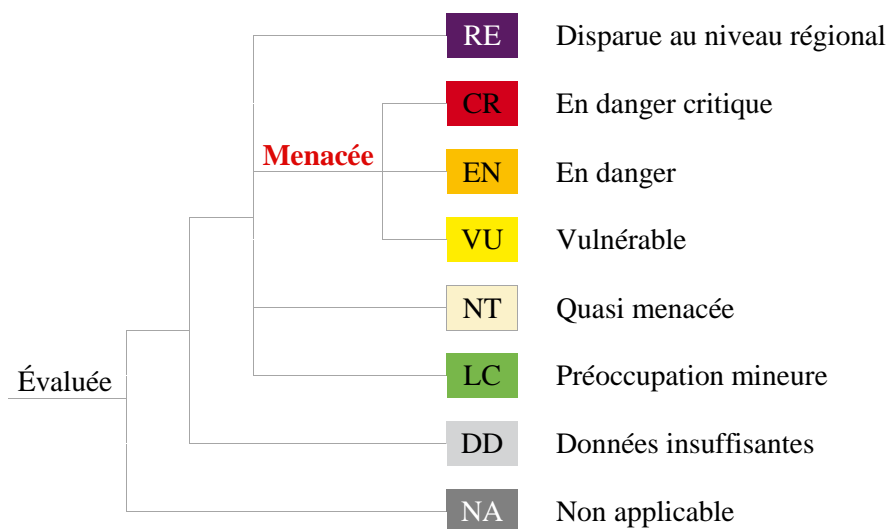 RE Disparue au niveau régional
CR En danger critique
Menacée
EN En danger
VU Vulnérable
NT Quasi menacée
Évaluée
LC Préoccupation mineure
DD Données insuffisantes
NA Non applicable